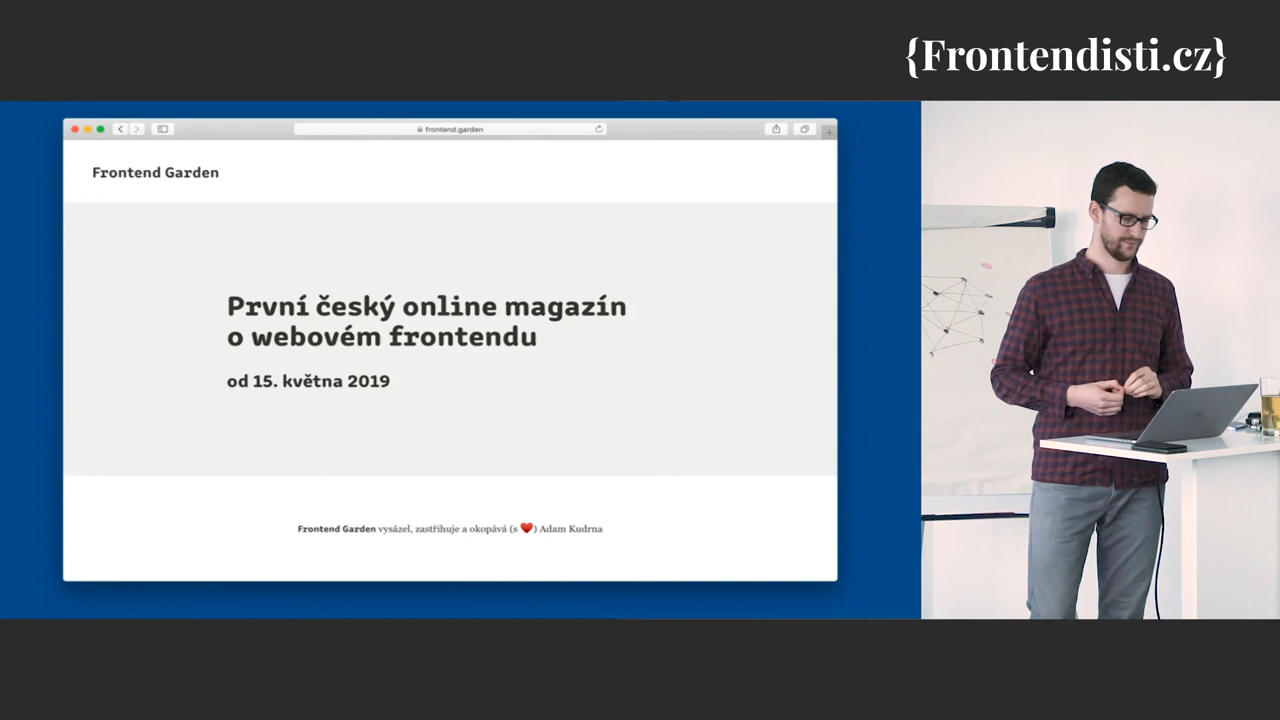 {Frontendisti.cz}
frontend.garden
Frontend Garden
První český online magazín
o webovém frontendu
od 15. května 2019
Frontend Garden vysázel, zastřihuje a okopává (s ❤️) Adam Kudrna